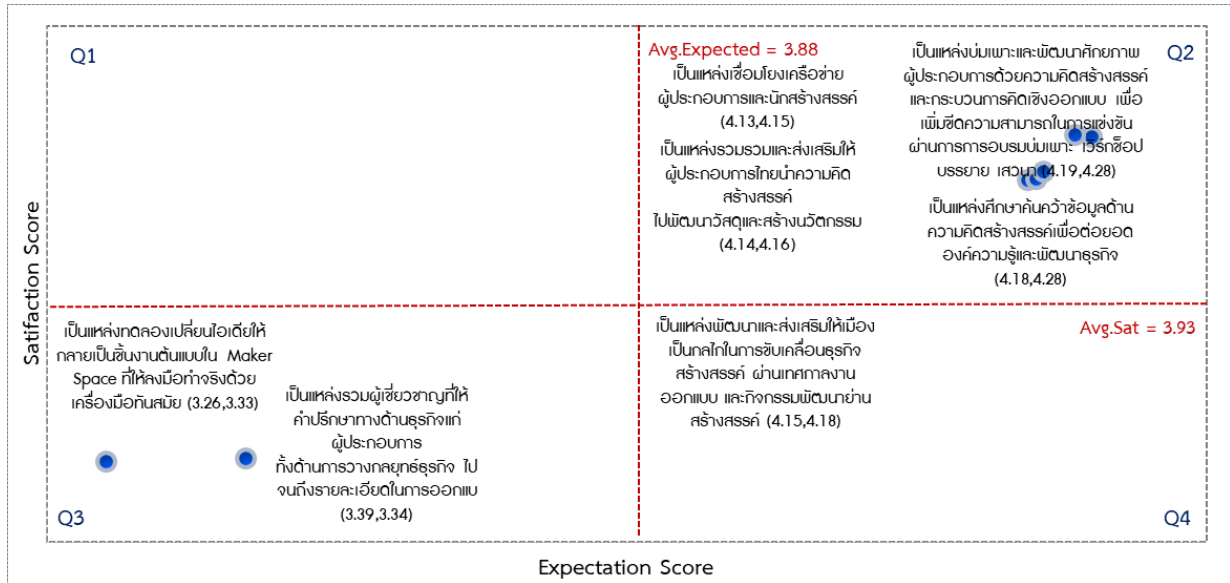 Q1
Avg.Expected = 3.88
เป็นแหล่งเชื่อมโยงเครือข่าย
ผู้ประกอบการและนักสร้างสรรค์
(4.13,4.15)
เป็นแหล่งรวมรวมและส่งเสริมให้
ผู้ประกอบการไทยนำความคิด
สร้างสรรค์
ไปพัฒนาวัสดุและสร้างนวัตกรรม
(4.14,4.16)
Q2
เป็นแหล่งบ่มเพาะและพัฒนาศักยภาพ
ผู้ประกอบการด้วยความคิดสร้างสรรค์
และกระบวนการคิดเชิงออกแบบ เพื่อ
เพิ่มขีดความสามารถในการแข่งขัน
ผ่านการการอบรมบ่มเพาะ เวิร์กช็อป
บรรยาย เสวนา (4.19,4.28)
เป็นแหล่งศึกษาค้นคว้าข้อมูลด้าน
ความคิดสร้างสรรค์เพื่อต่อยอด
องค์ความรู้และพัฒนาธุรกิจ
(4.18,4.28)
Satifaction Score
เป็นแหล่งทดลองเปลี่ยนไอเดียให้
กลายเป็นชิ้นงานต้นแบบใน Maker
Space ที่ให้ลงมือทำจริงด้วย
เครื่องมือทันสมัย (3.26,3.33)
เป็นแหล่งรวมผู้เชี่ยวชาญที่ให้
คำปรึกษาทางด้านธุรกิจแก่
ผู้ประกอบการ
ทั้งด้านการวางกลยุทธ์ธุรกิจ ไป
จนถึงรายละเอียดในการออกแบ
(3.39,3.34)
Q3
เป็นแหล่งพัฒนาและส่งเสริมให้เมือง
เป็นกลไกในการขับเคลื่อนธุรกิจ
สร้างสรรค์ ผ่านเทศกาลงาน
ออกแบบ และกิจกรรมพัฒนาย่าน
สร้างสรรค์ (4.15,4.18)
Avg.Sat = 3.93
Q4
Expectation Score